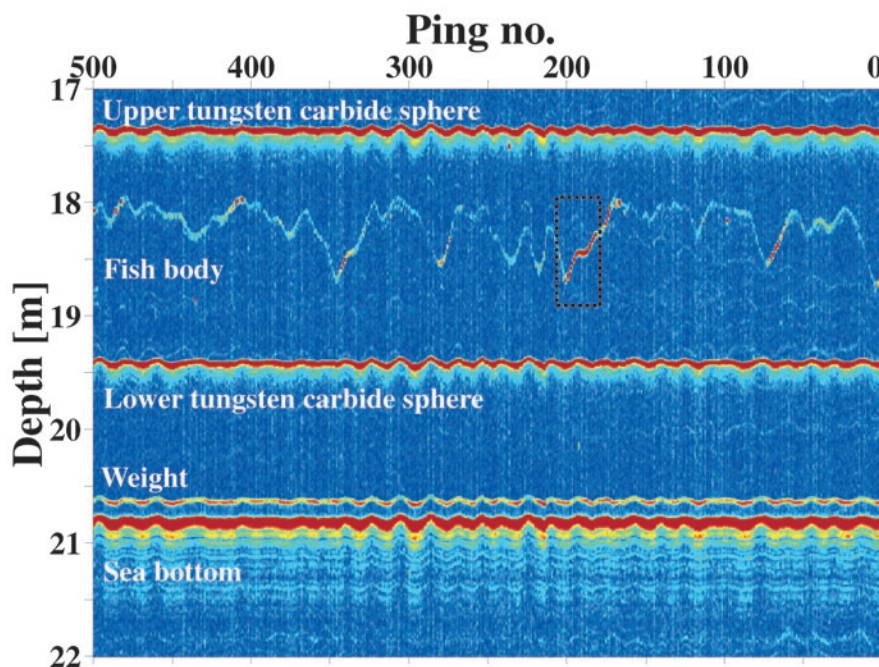 Ping no.
500 400 300 200 100 0
17
Upper tungsten carbide sphere
18
Fish body
19
Depth [m]
Lower tungsten carbide sphere
20
Weight
21
Sea bottom
22